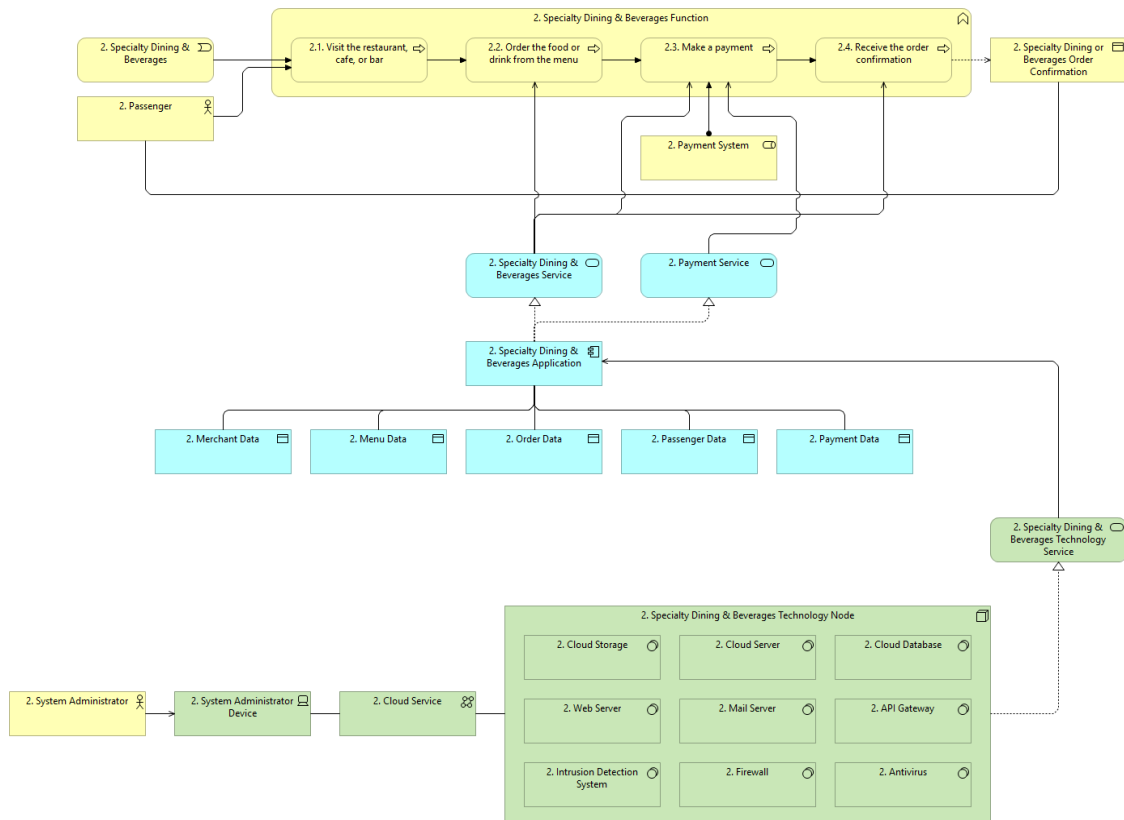 2. Specialty Dining & Beverages Function
2. Specialty Dining &
Beverages
2.1. Visit the restaurant,
cafe, or bar
2.2. Order the food or
drink from the menu
2.3. Make a payment
2.4. Receive the order
confirmation
2. Specialty Dining or
Beverages Order
Confirmation
2. Passenger
2. Payment System
2. Specialty Dining &
Beverages Service
2. Payment Service
2. Specialty Dining &
Beverages Application
2. Merchant Data
2. Menu Data
2. Order Data
2. Passenger Data
2. Payment Data
2. Specialty Dining &
Beverages Technology
Service
2. Specialty Dining & Beverages Technology Node
2. Cloud Storage
2. Cloud Server
2. Cloud Database
2. System Administrator
2. System Administrator
Device
2. Cloud Service
2. Web Server
2. Mail Server
2. API Gateway
2. Intrusion Detection
System
2. Firewall
2. Antivirus